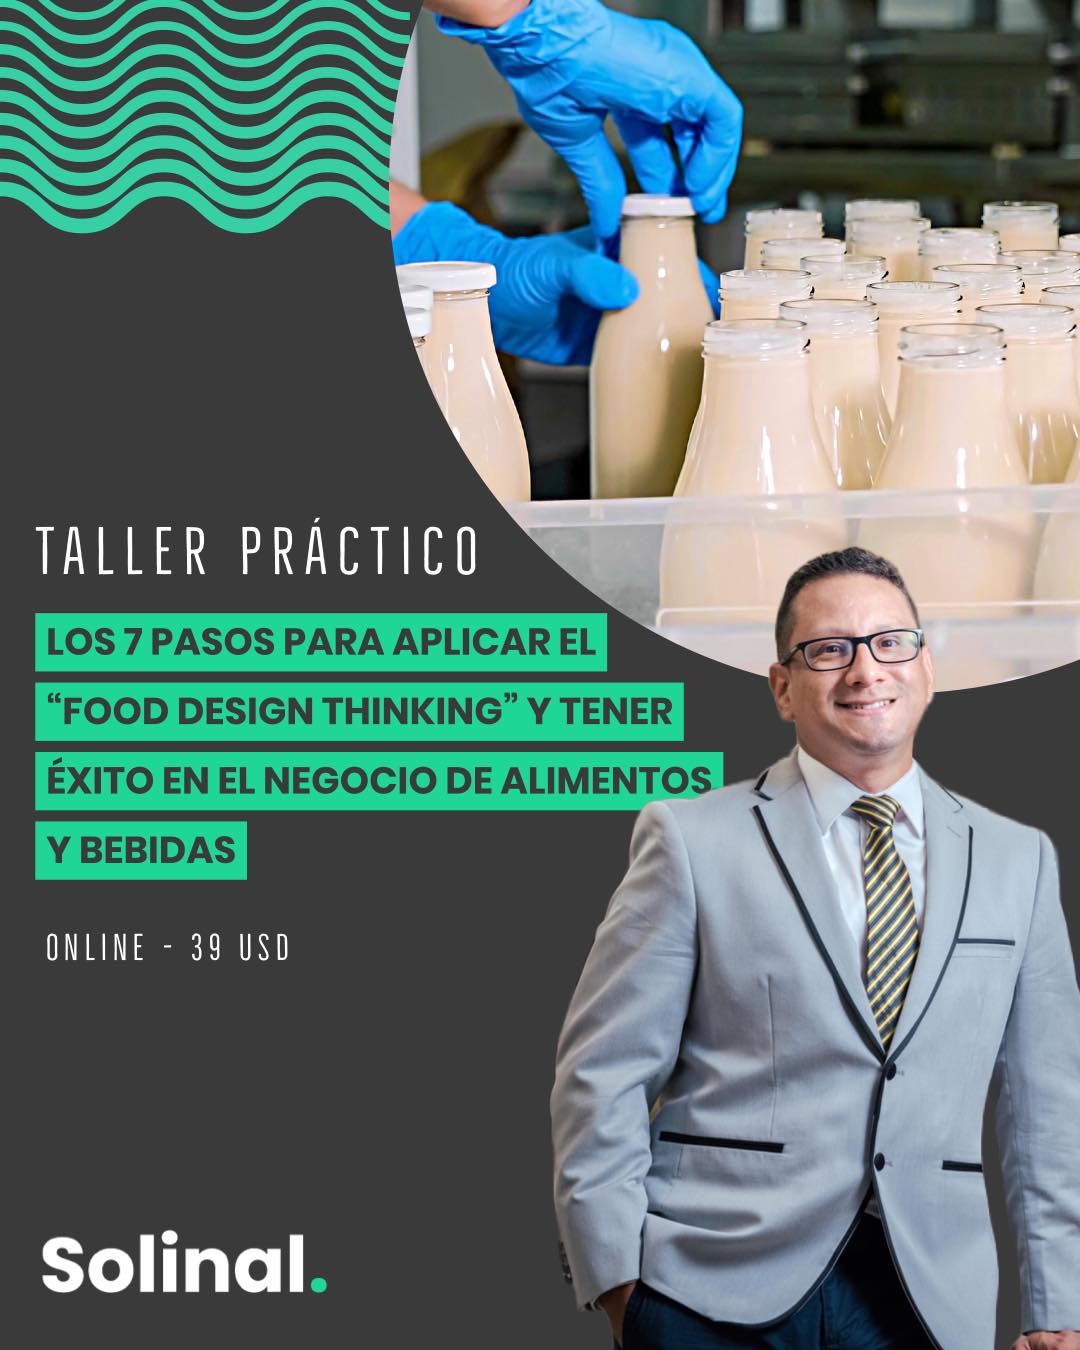 TALLER PRÁCTICO
LOS 7 PASOS PARA APLICAR EL
“FOOD DESIGN THINKING” Y TENER
ÉXITO EN EL NEGOCIO DE ALIMENTOS
Y BEBIDAS
ONLINE - 39 USD
Solinal.